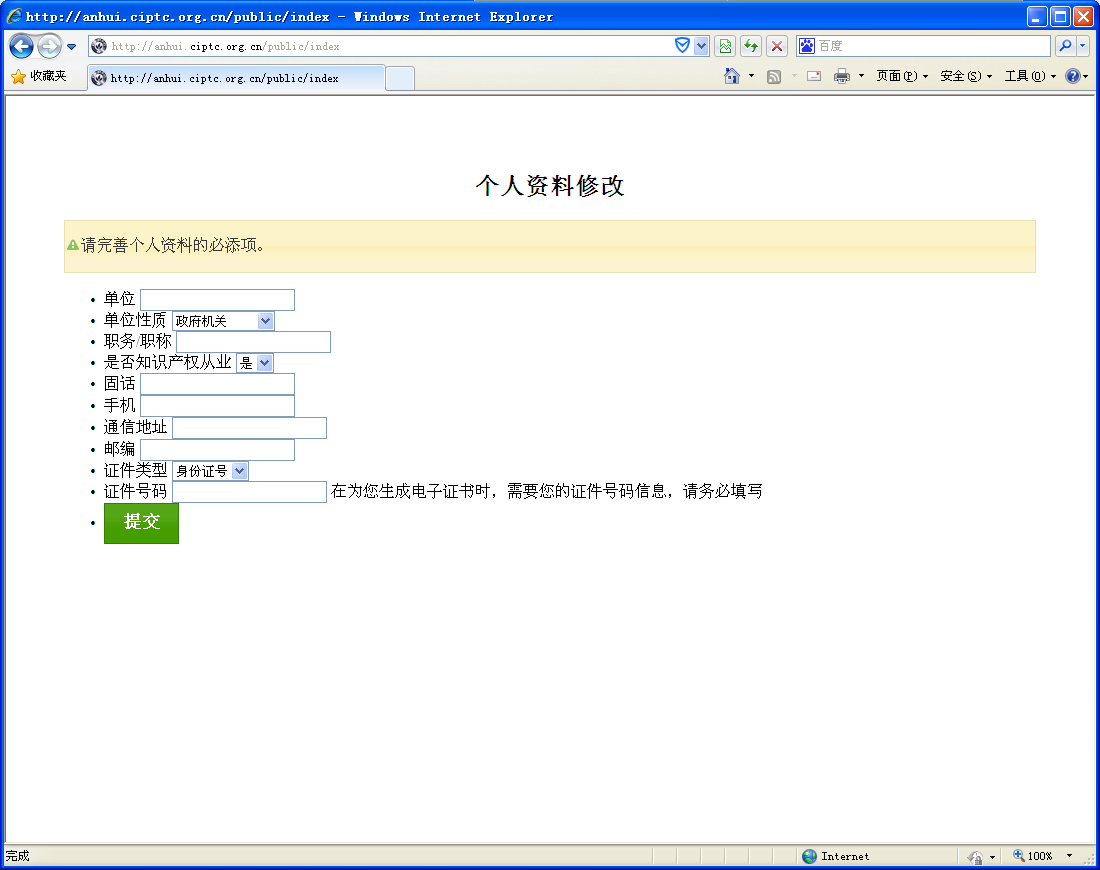 http://anhui.ciptc.org.cn/public/index - Windows Internet Explorer
http://anhui.ciptc.org.cn/public/index 百度
收藏夹 http://anhui.ciptc.org.cn/public/index 页面(P) 安全(S) 工具(O)
个人资料修改
请完善个人资料的必添项。
单位
单位性质 政府机关
职务/职称
是否知识产权从业 是
固话
手机
通信地址
邮编
证件类型 身份证号
证件号码 在为您生成电子证书时，需要您的证件号码信息，请务必填写
提交
完成 Internet 100%